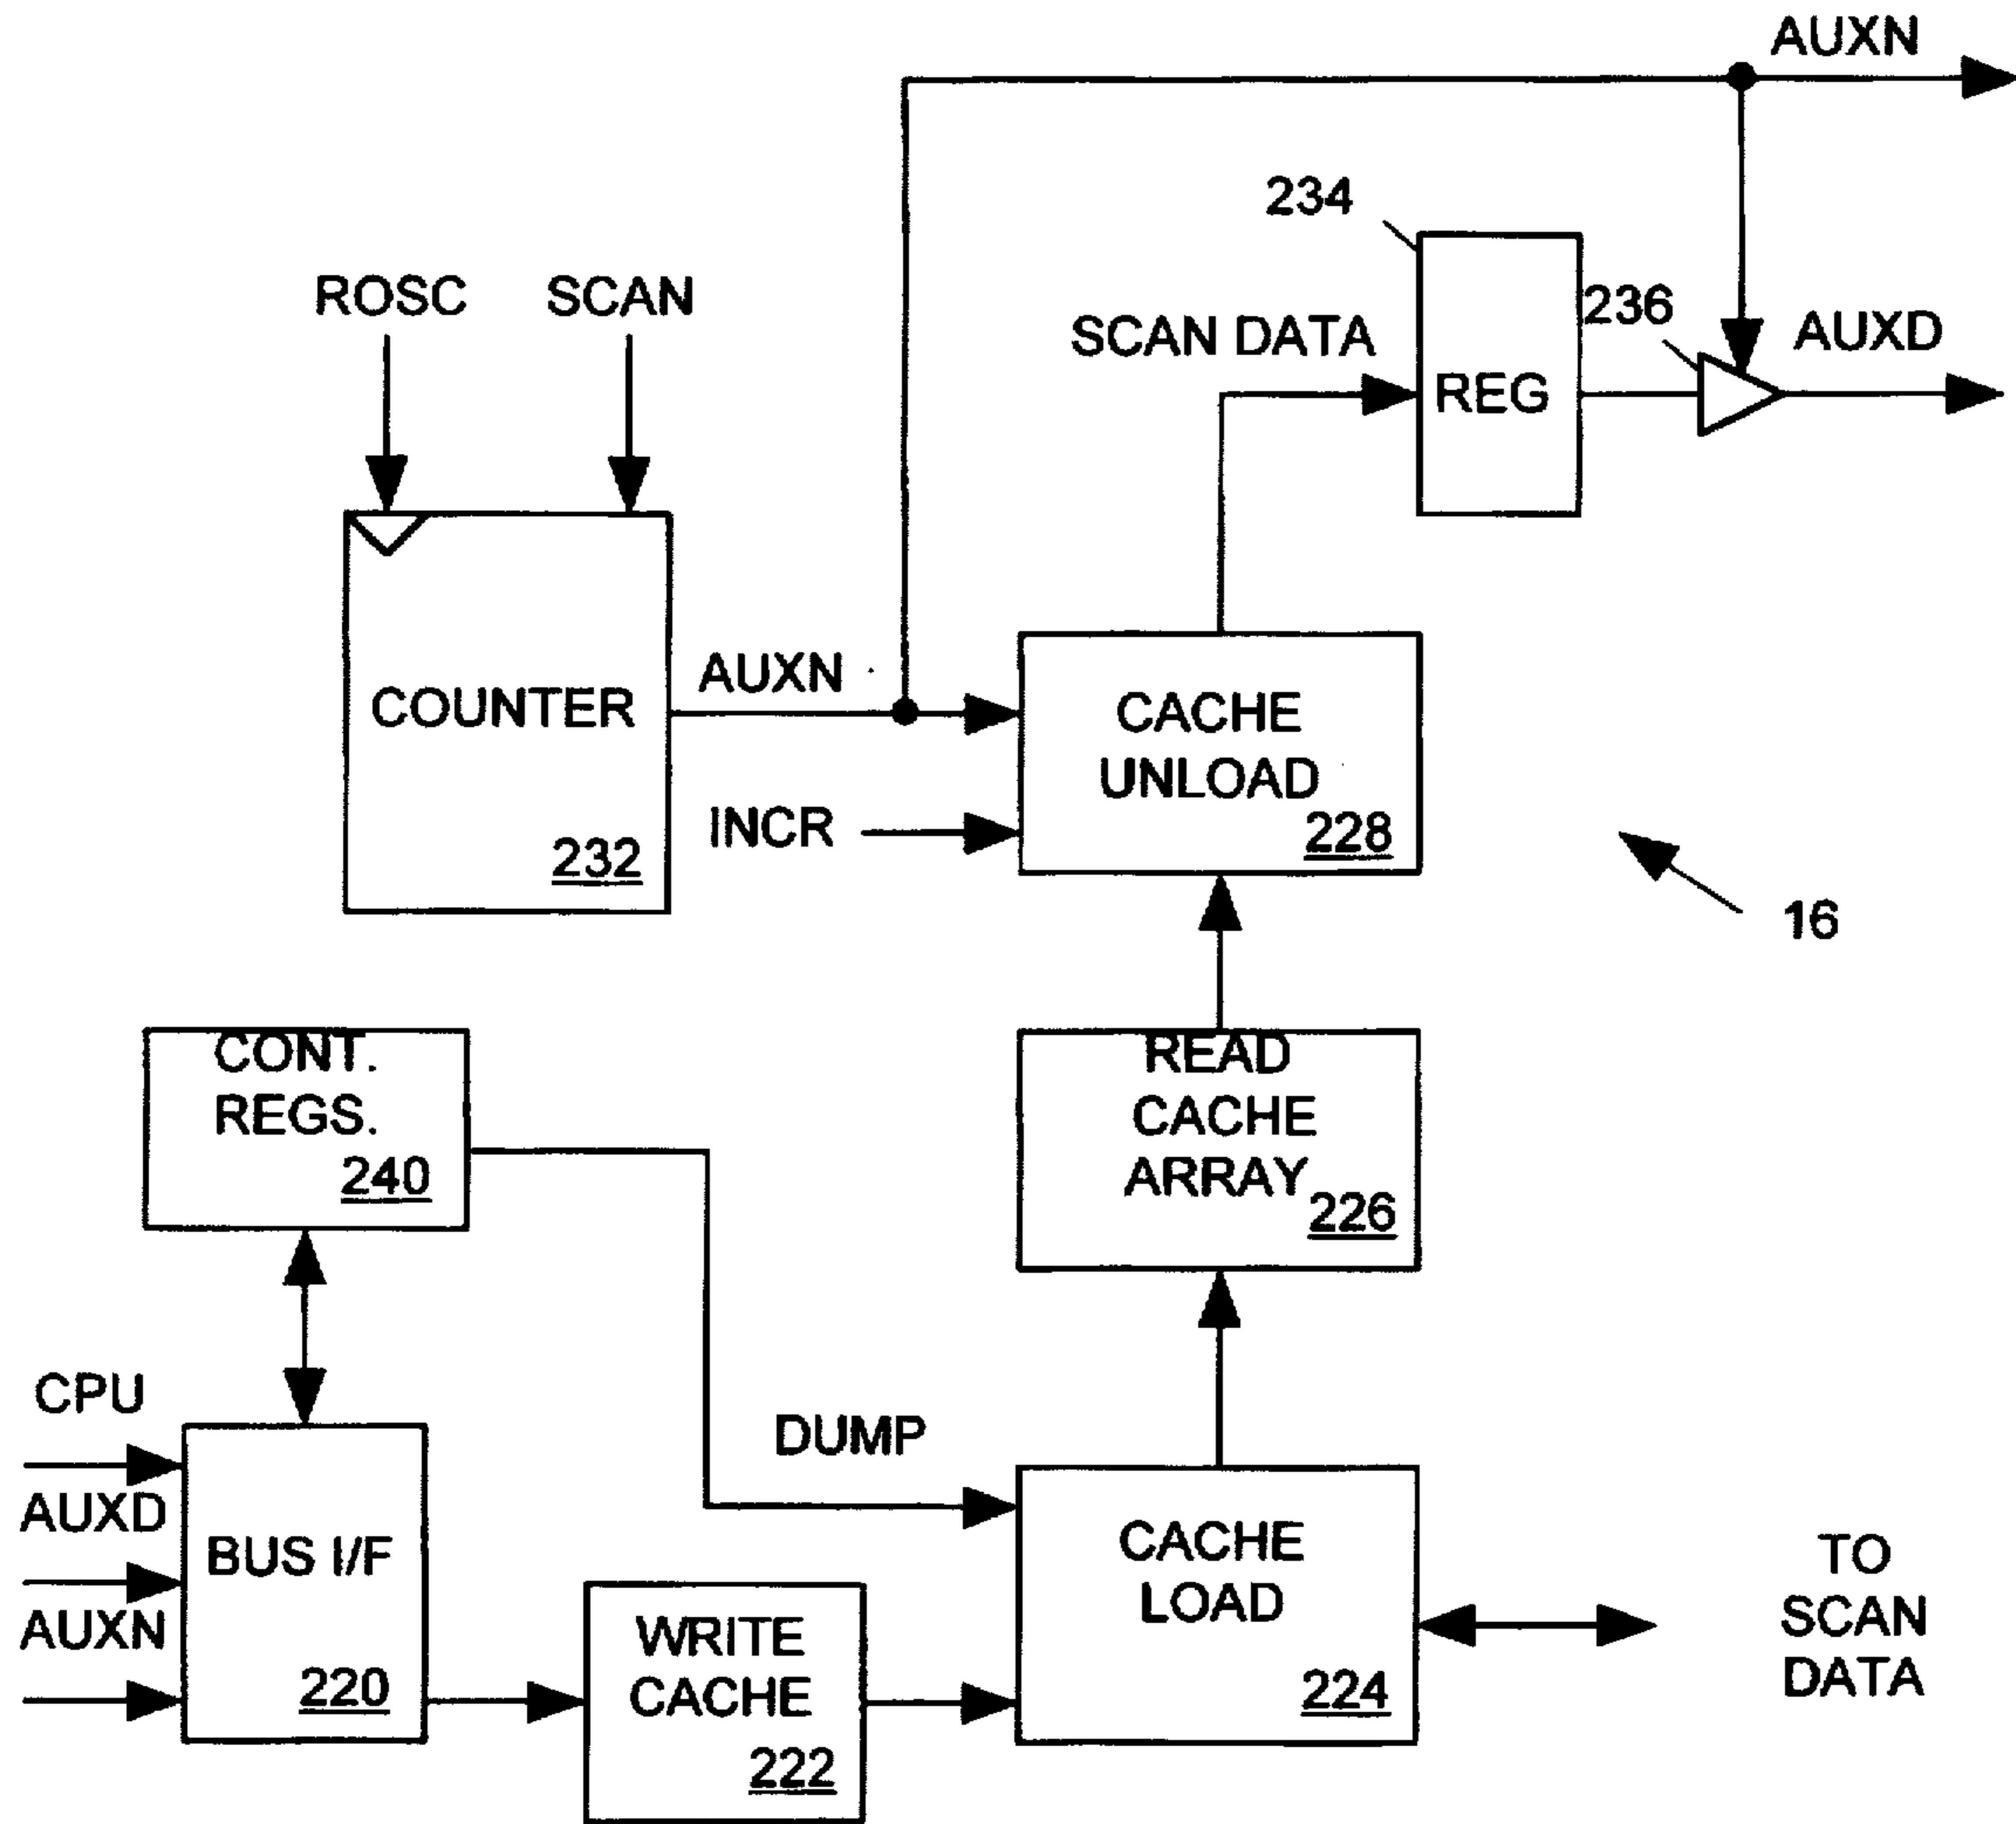 AUXN
234
ROSC
SCAN
SCAN DATA
236
AUXD
REG
COUNTER
232
AUXN
INCR
CACHE
UNLOAD
228
16
CONT.
REGS.
240
READ
CACHE
ARRAY
226
CPU
AUXD
AUXN
BUS I/F
220
DUMP
WRITE
CACHE
222
CACHE
LOAD
224
TO
SCAN
DATA